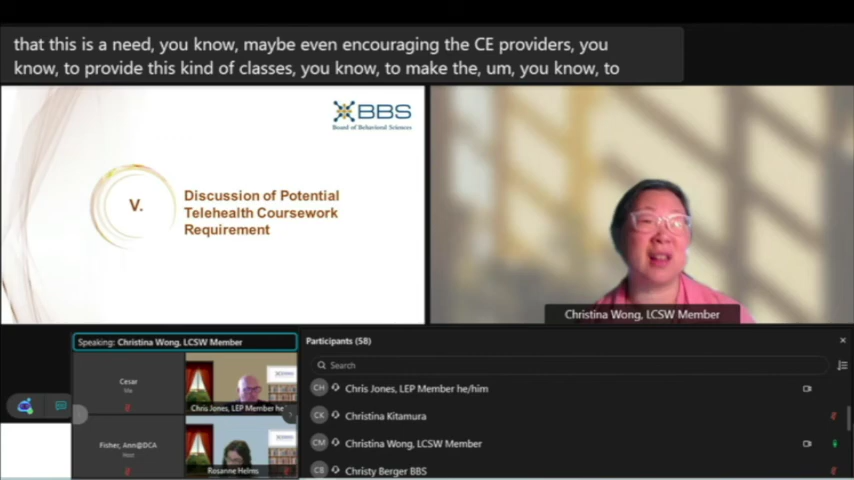 that this is a need, you know, maybe even encouraging the CE providers, you
know, to provide this kind of classes, you know, to make the, um, you know, to
BBS
Board of Behavioral Sciences
V.
Discussion of Potential
Telehealth Coursework
Requirement
Christina Wong, LCSW Member
Speaking: Christina Wong, LCSW Member
Cesar
Me
Chris Jones, LEP Member he
Fisher, Ann@DCA
Host
Rosanne Helms
Participants (58)
Search
CH Chris Jones, LEP Member he/him
CK Christina Kitamura
CM Christina Wong, LCSW Member
CB Christy Berger BBS